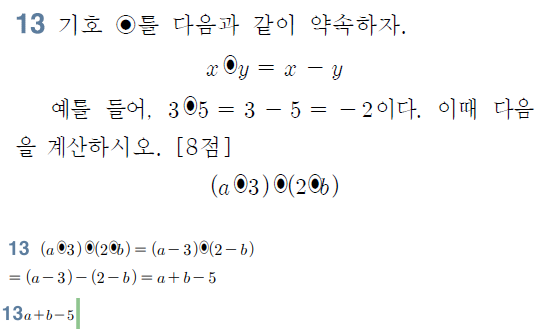 13 기호 ◉를 다음과 같이 약속하자.
x◉y = x − y
예를 들어, 3◉5 = 3 − 5 = −2이다. 이때 다음
을 계산하시오. [8점]
(a◉3)◉(2◉b)
13 (a◉3)◉(2◉b) = (a−3)◉(2−b)
= (a−3)−(2−b) = a+b−5
13a+b−5